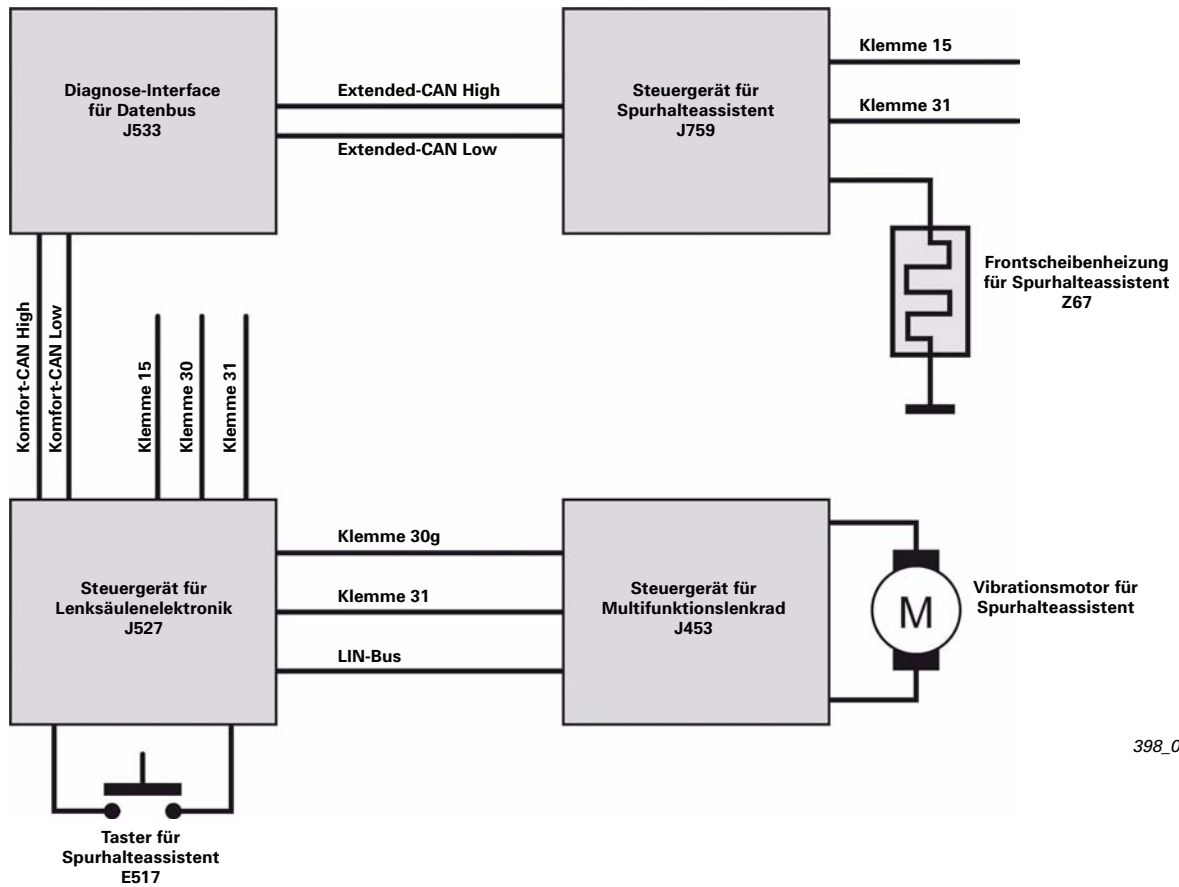 Diagnose-Interface
für Datenbus
J533
Extended-CAN High
Extended-CAN Low
Steuergerät für
Spurhalteassistent
J759
Klemme 15
Klemme 31
Frontscheibenheizung
für Spurhalteassistent
Z67
Komfort-CAN High
Komfort-CAN Low
Klemme 15
Klemme 30
Klemme 31
Steuergerät für
Lenksäulenelektronik
J527
Klemme 30g
Klemme 31
LIN-Bus
Steuergerät für
Multifunktionslenkrad
J453
M
Vibrationsmotor für
Spurhalteassistent
398_0
Taster für
Spurhalteassistent
E517